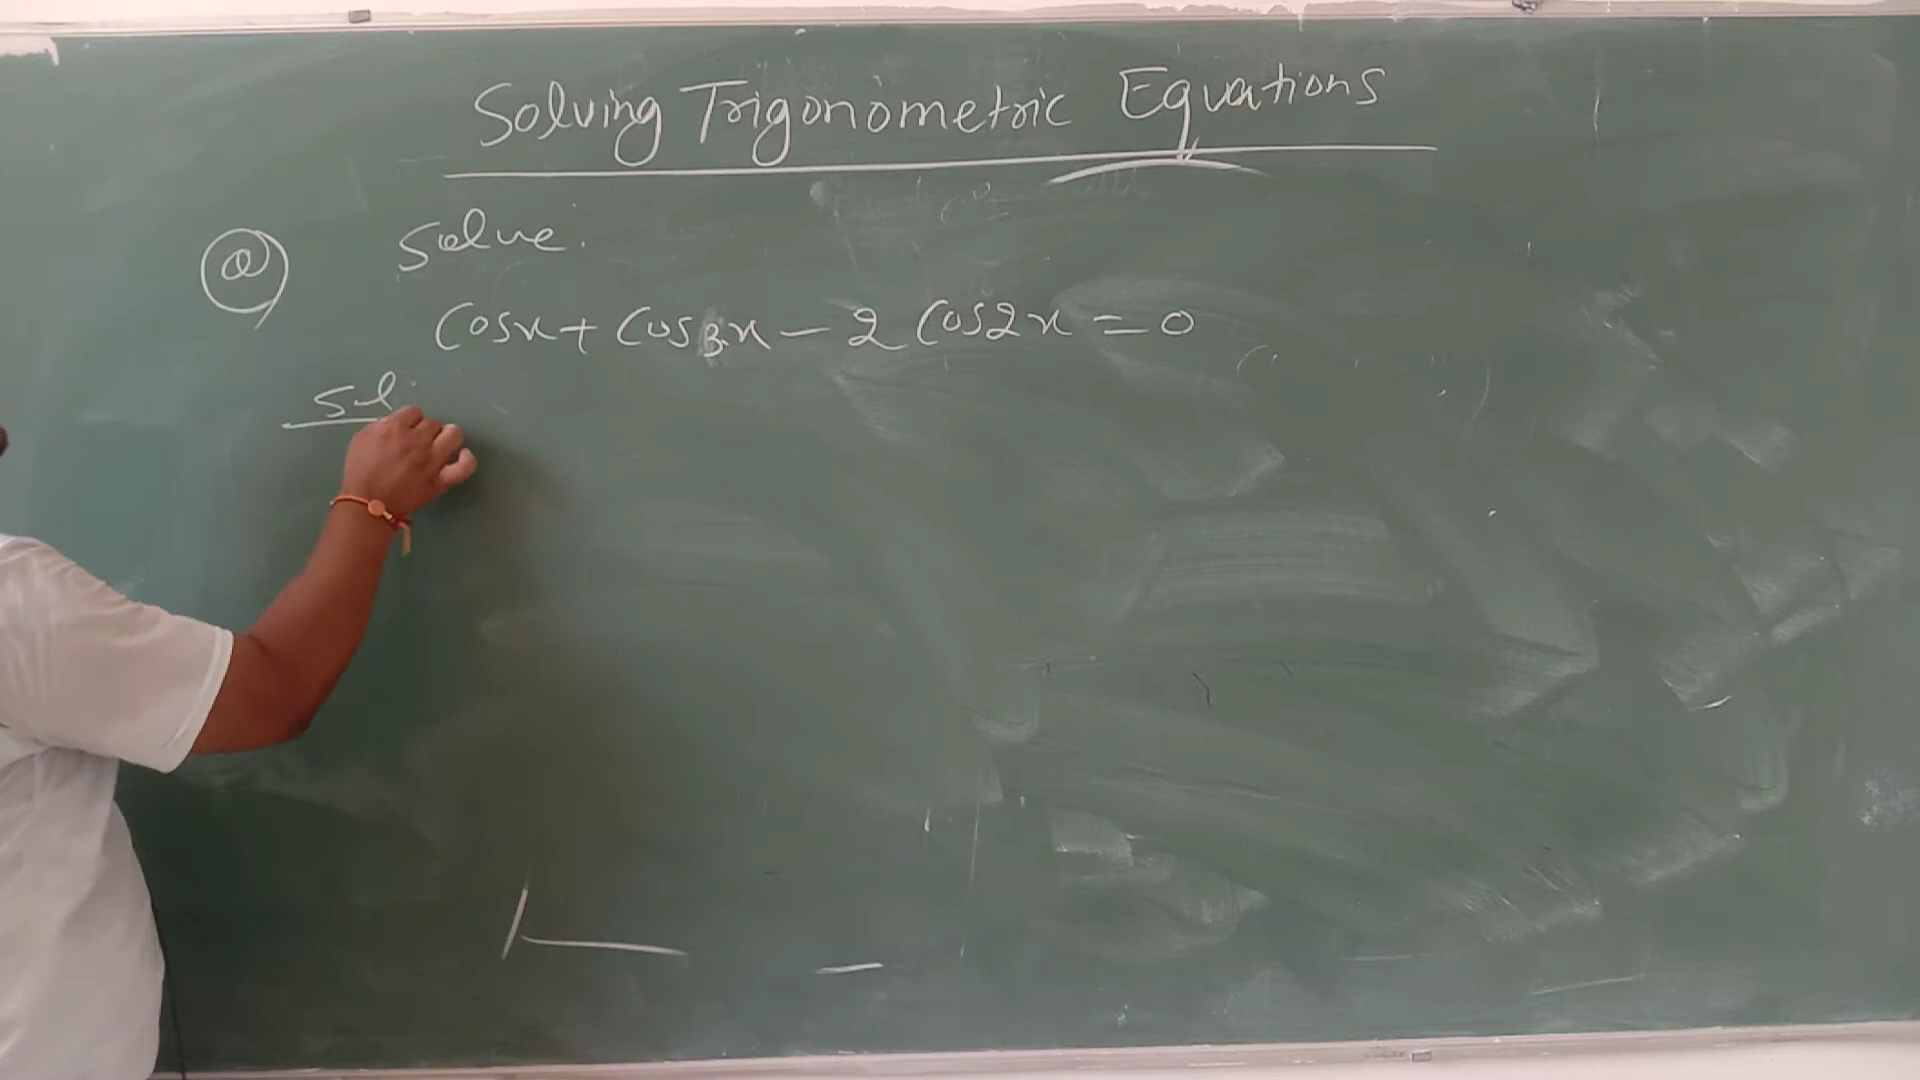 Solving Trigonometric Equations
@ Solve:
Cosx + Cos3x - 2 Cos2x = 0
Sol: